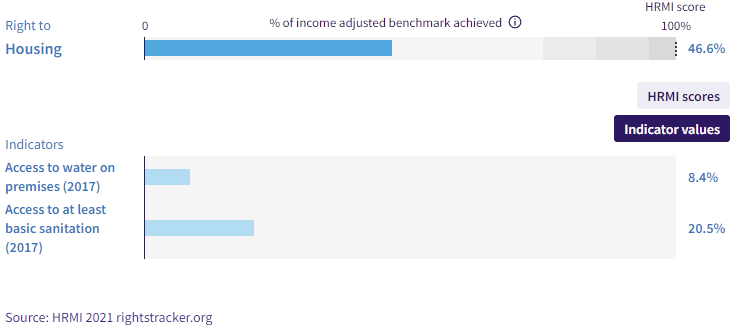 HRMI score
Right to
0
% of income adjusted benchmark achieved
100%
Housing
46.6%
HRMI scores
Indicator values
Indicators
Access to water on
premises (2017)
8.4%
Access to at least
basic sanitation
(2017)
20.5%
Source: HRMI 2021 rightstracker.org